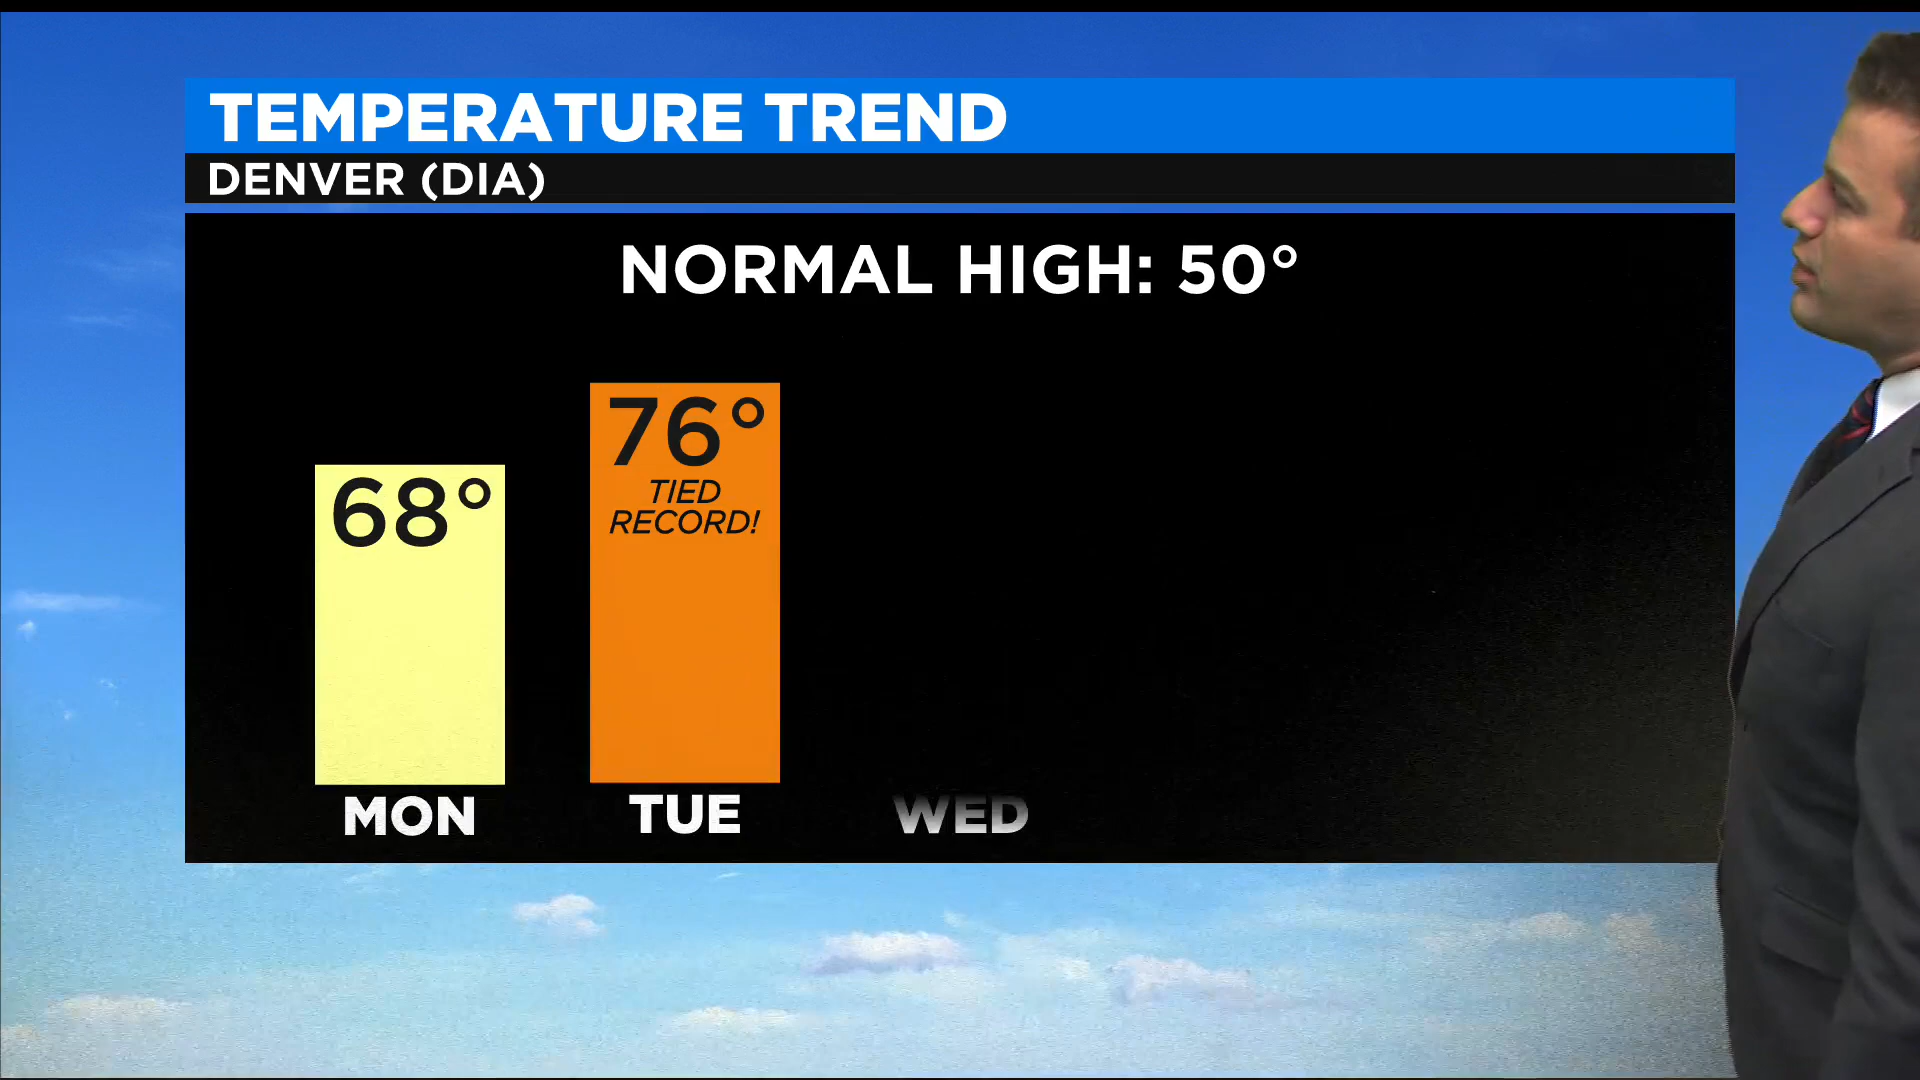 TEMPERATURE TREND
DENVER (DIA)
NORMAL HIGH: 50°
68°
76°
TIED
RECORD!
MON
TUE
WED